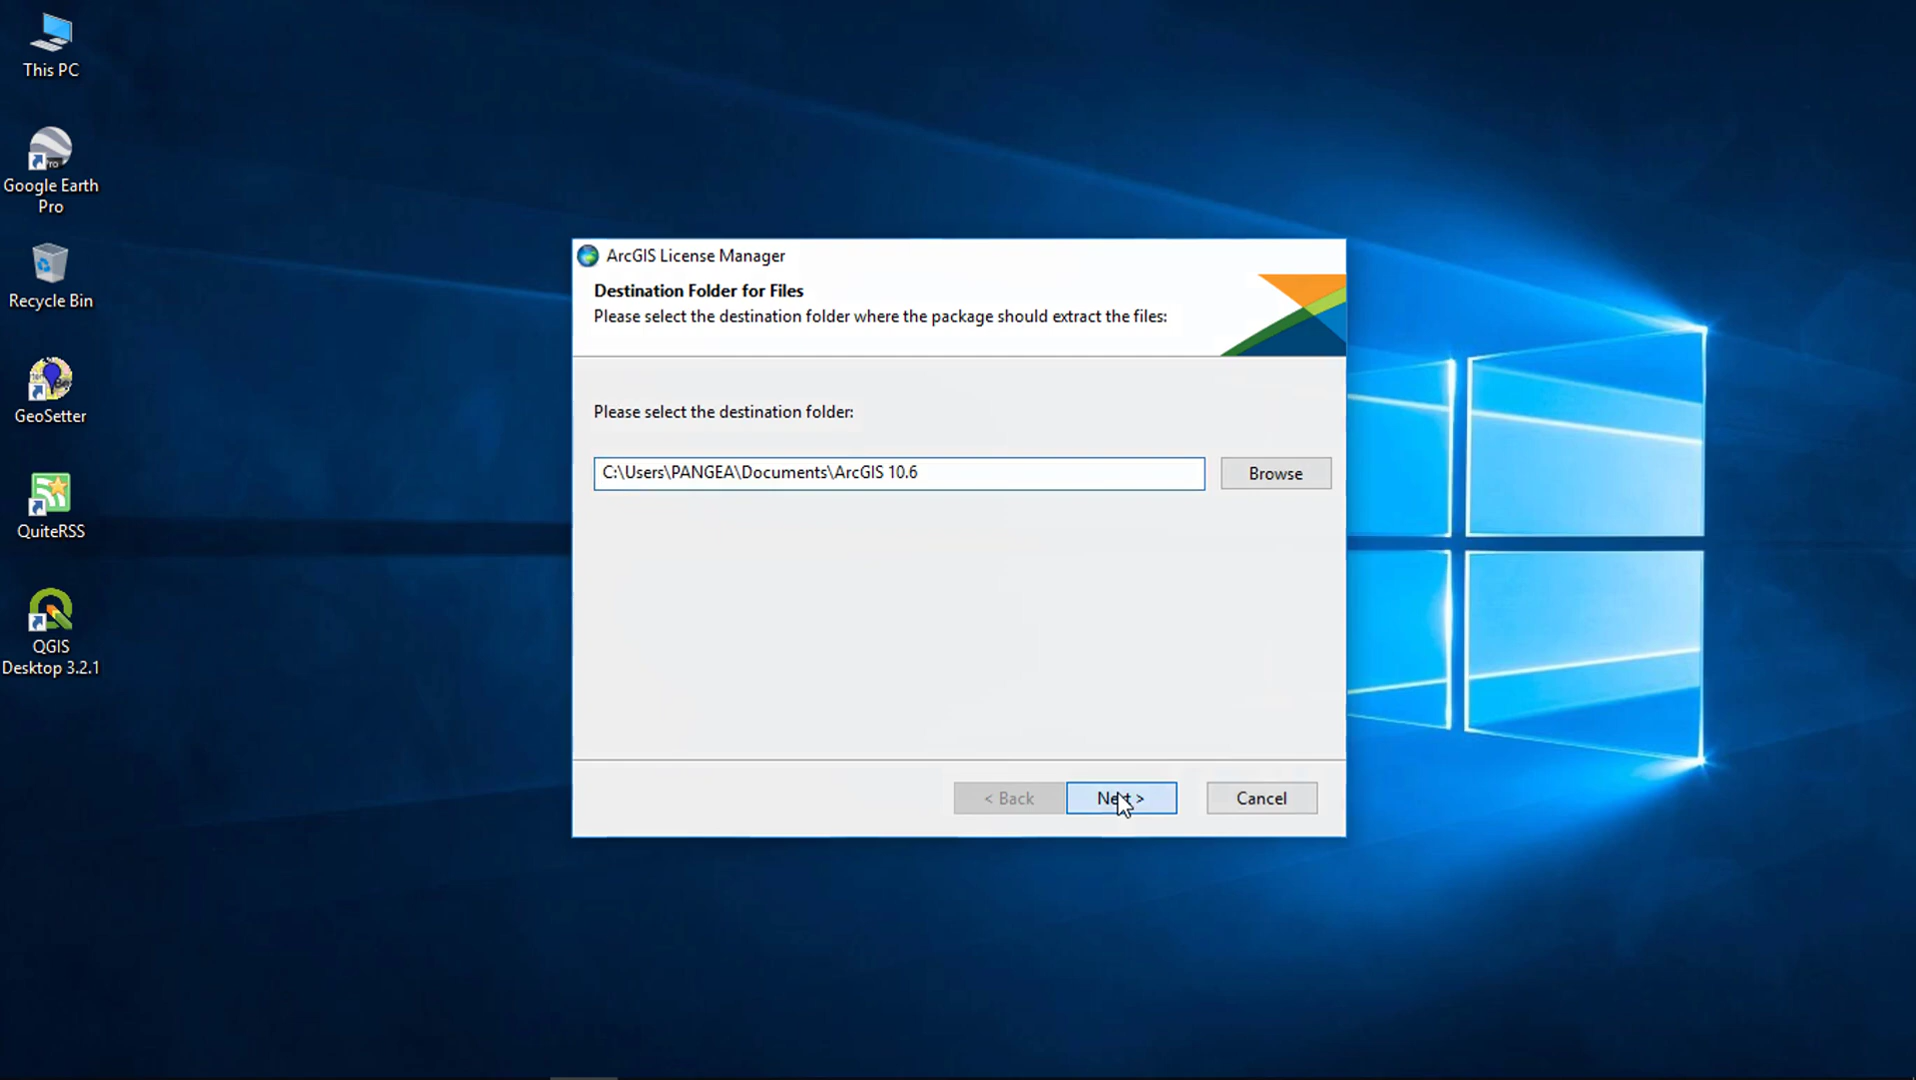 This PC
Google Earth
Pro
Recycle Bin
GeoSetter
QuiteRSS
QGIS
Desktop 3.2.1
ArcGIS License Manager
Destination Folder for Files
Please select the destination folder where the package should extract the files:
Please select the destination folder:
C:\Users\PANGEA\Documents\ArcGIS 10.6
Browse
< Back
Next >
Cancel